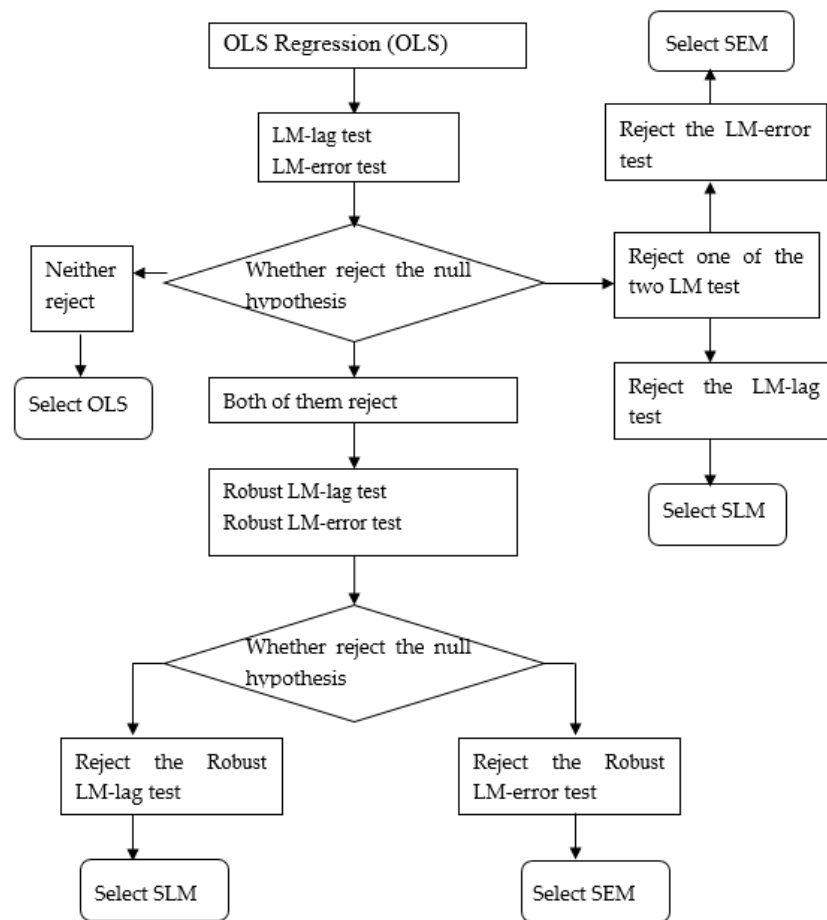 OLS Regression (OLS)
Select SEM
LM-lag test
LM-error test
Reject the LM-error
test
Neither
reject
Whether reject the null
hypothesis
Reject one of the
two LM test
Select OLS
Both of them reject
Reject the LM-lag
test
Robust LM-lag test
Robust LM-error test
Select SLM
Whether reject the null
hypothesis
Reject the Robust
LM-lag test
Reject the Robust
LM-error test
Select SLM
Select SEM